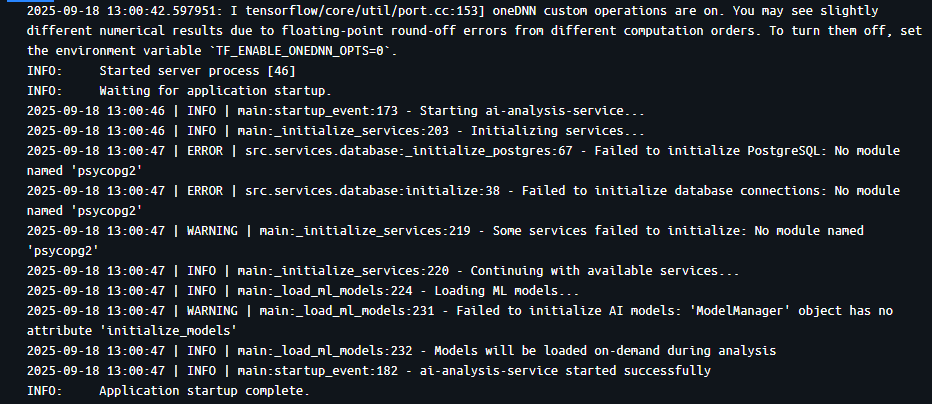 2025-09-18 13:00:42.597951: I tensorflow/core/util/port.cc:153] oneDNN custom operations are on. You may see slightly
different numerical results due to floating-point round-off errors from different computation orders. To turn them off, set
the environment variable `TF_ENABLE_ONEDNN_OPTS=0`.
INFO:     Started server process [46]
INFO:     Waiting for application startup.
2025-09-18 13:00:46 | INFO | main:startup_event:173 - Starting ai-analysis-service...
2025-09-18 13:00:46 | INFO | main:_initialize_services:203 - Initializing services...
2025-09-18 13:00:47 | ERROR | src.services.database:_initialize_postgres:67 - Failed to initialize PostgreSQL: No module
named 'psycopg2'
2025-09-18 13:00:47 | ERROR | src.services.database:initialize:38 - Failed to initialize database connections: No module
named 'psycopg2'
2025-09-18 13:00:47 | WARNING | main:_initialize_services:219 - Some services failed to initialize: No module named
'psycopg2'
2025-09-18 13:00:47 | INFO | main:_initialize_services:220 - Continuing with available services...
2025-09-18 13:00:47 | INFO | main:_load_ml_models:224 - Loading ML models...
2025-09-18 13:00:47 | WARNING | main:_load_ml_models:231 - Failed to initialize AI models: 'ModelManager' object has no
attribute 'initialize_models'
2025-09-18 13:00:47 | INFO | main:_load_ml_models:232 - Models will be loaded on-demand during analysis
2025-09-18 13:00:47 | INFO | main:startup_event:182 - ai-analysis-service started successfully
INFO:     Application startup complete.